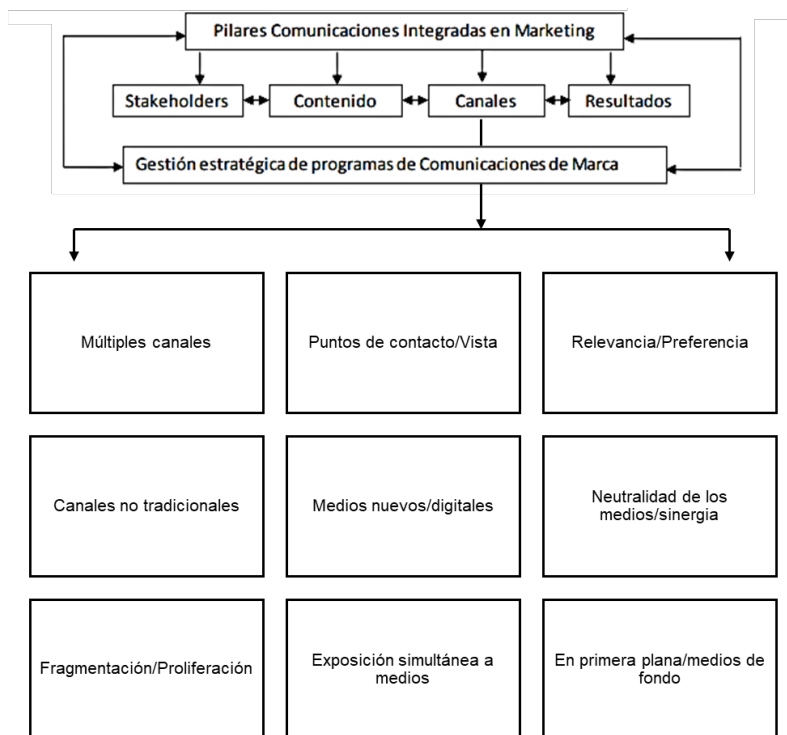 Pilares Comunicaciones Integradas en Marketing
Stakeholders
Contenido
Canales
Resultados
Gestión estratégica de programas de Comunicaciones de Marca
Múltiples canales
Puntos de contacto/Vista
Relevancia/Preferencia
Canales no tradicionales
Medios nuevos/digitales
Neutralidad de los
medios/sinergia
Fragmentación/Proliferación
Exposición simultánea a
medios
En primera plana/medios de
fondo